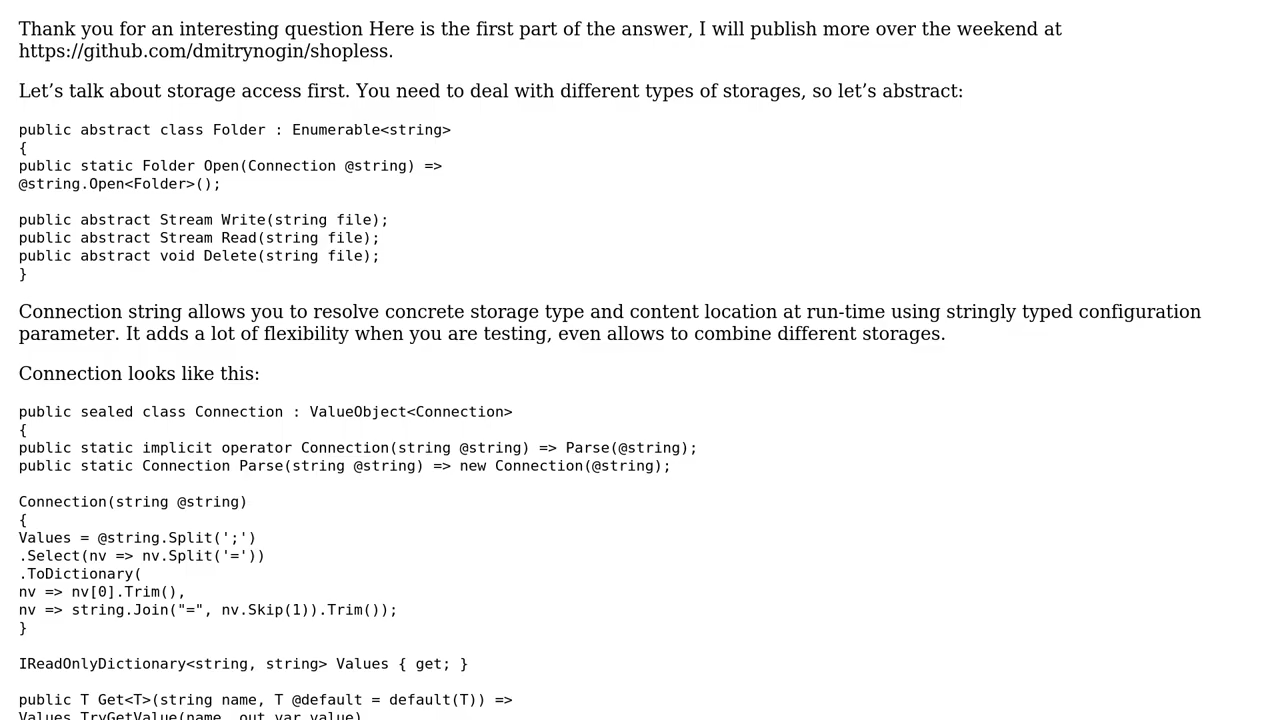 Thank you for an interesting question Here is the first part of the answer, I will publish more over the weekend at
https://github.com/dmitrynogin/shopless.
Let’s talk about storage access first. You need to deal with different types of storages, so let’s abstract:
public abstract class Folder : Enumerable<string>
{
public static Folder Open(Connection @string) =>
@string.Open<Folder>();
public abstract Stream Write(string file);
public abstract Stream Read(string file);
public abstract void Delete(string file);
}
Connection string allows you to resolve concrete storage type and content location at run-time using stringly typed configuration
parameter. It adds a lot of flexibility when you are testing, even allows to combine different storages.
Connection looks like this:
public sealed class Connection : ValueObject<Connection>
{
public static implicit operator Connection(string @string) => Parse(@string);
public static Connection Parse(string @string) => new Connection(@string);
Connection(string @string)
{
Values = @string.Split(';')
.Select(nv => nv.Split('='))
.ToDictionary(
nv => nv[0].Trim(),
nv => string.Join("=", nv.Skip(1)).Trim());
}
IReadOnlyDictionary<string, string> Values { get; }
public T Get<T>(string name, T @default = default(T)) =>
Values.TryGetValue(name, out var value)